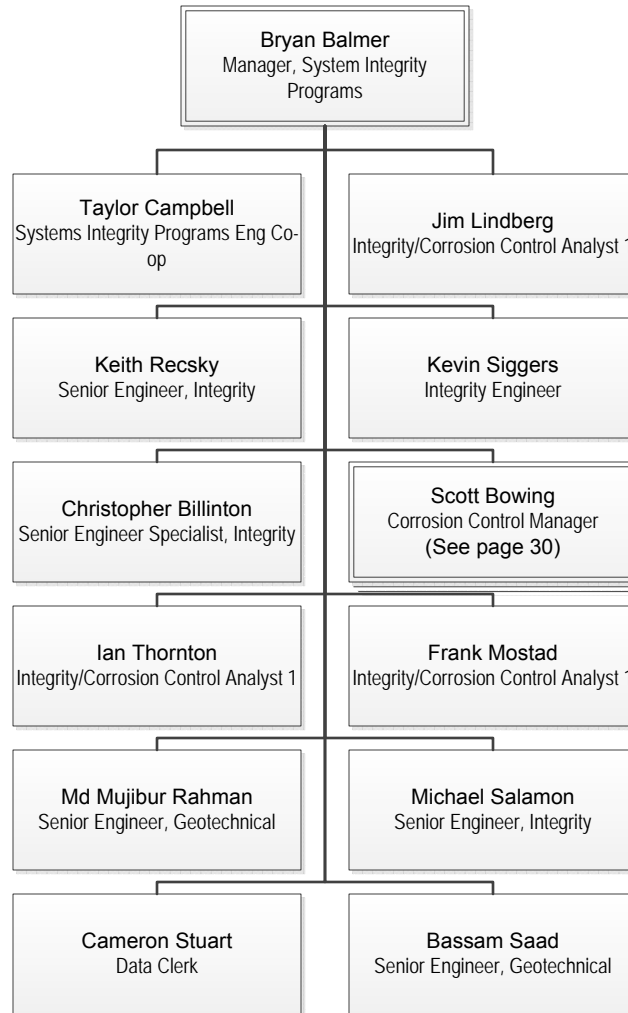 Bryan Balmer
Manager, System Integrity
Programs
Taylor Campbell
Systems Integrity Programs Eng Co-
op
Jim Lindberg
Integrity/Corrosion Control Analyst 1
Keith Recsky
Senior Engineer, Integrity
Kevin Siggers
Integrity Engineer
Christopher Billinton
Senior Engineer Specialist, Integrity
Scott Bowing
Corrosion Control Manager
(See page 30)
Ian Thornton
Integrity/Corrosion Control Analyst 1
Frank Mostad
Integrity/Corrosion Control Analyst 1
Md Mujibur Rahman
Senior Engineer, Geotechnical
Michael Salamon
Senior Engineer, Integrity
Cameron Stuart
Data Clerk
Bassam Saad
Senior Engineer, Geotechnical